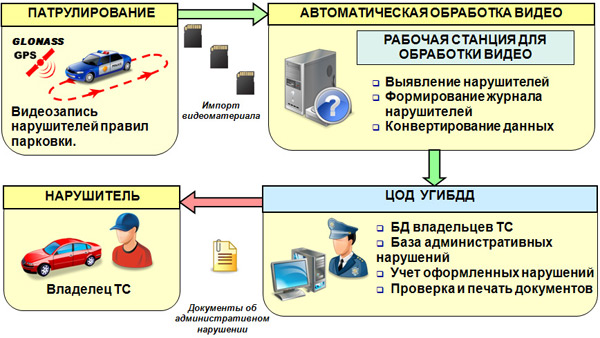 ПАТРУЛИРОВАНИЕ
GLONASS
GPS
Видеозапись
нарушителей правил
парковки.
Импорт
видеоматериала
АВТОМАТИЧЕСКАЯ ОБРАБОТКА ВИДЕО
РАБОЧАЯ СТАНЦИЯ ДЛЯ
ОБРАБОТКИ ВИДЕО
Выявление нарушителей
Формирование журнала
нарушителей
Конвертирование данных
ЦОД УГИБДД
БД владельцев ТС
База административных
нарушений
Учет оформленных нарушений
Проверка и печать документов
Документы об
административном
нарушении
НАРУШИТЕЛЬ
Владелец ТС